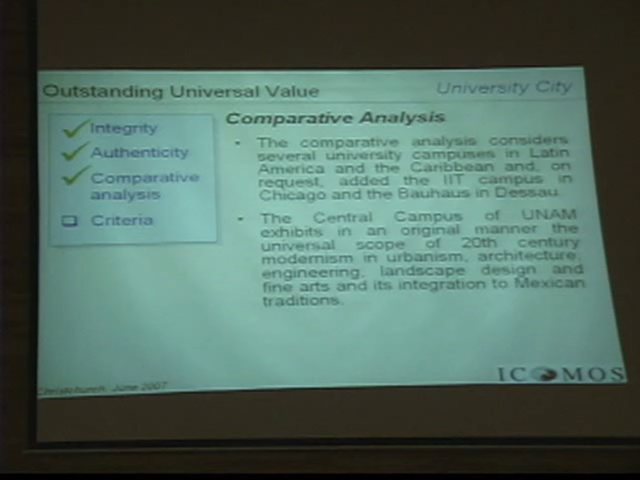 Outstanding Universal Value
University City
Integrity
Authenticity
Comparative
analysis
Criteria
Comparative Analysis
• The comparative analysis considers
several university campuses in Latin
America and the Caribbean and, on
request, added the IIT campus in
Chicago and the Bauhaus in Dessau.
• The Central Campus of UNAM
exhibits in an original manner the
universal scope of 20th century
modernism in urbanism, architecture,
engineering, landscape design and
fine arts and its integration to Mexican
traditions.
Christchurch, June 2007
ICOMOS